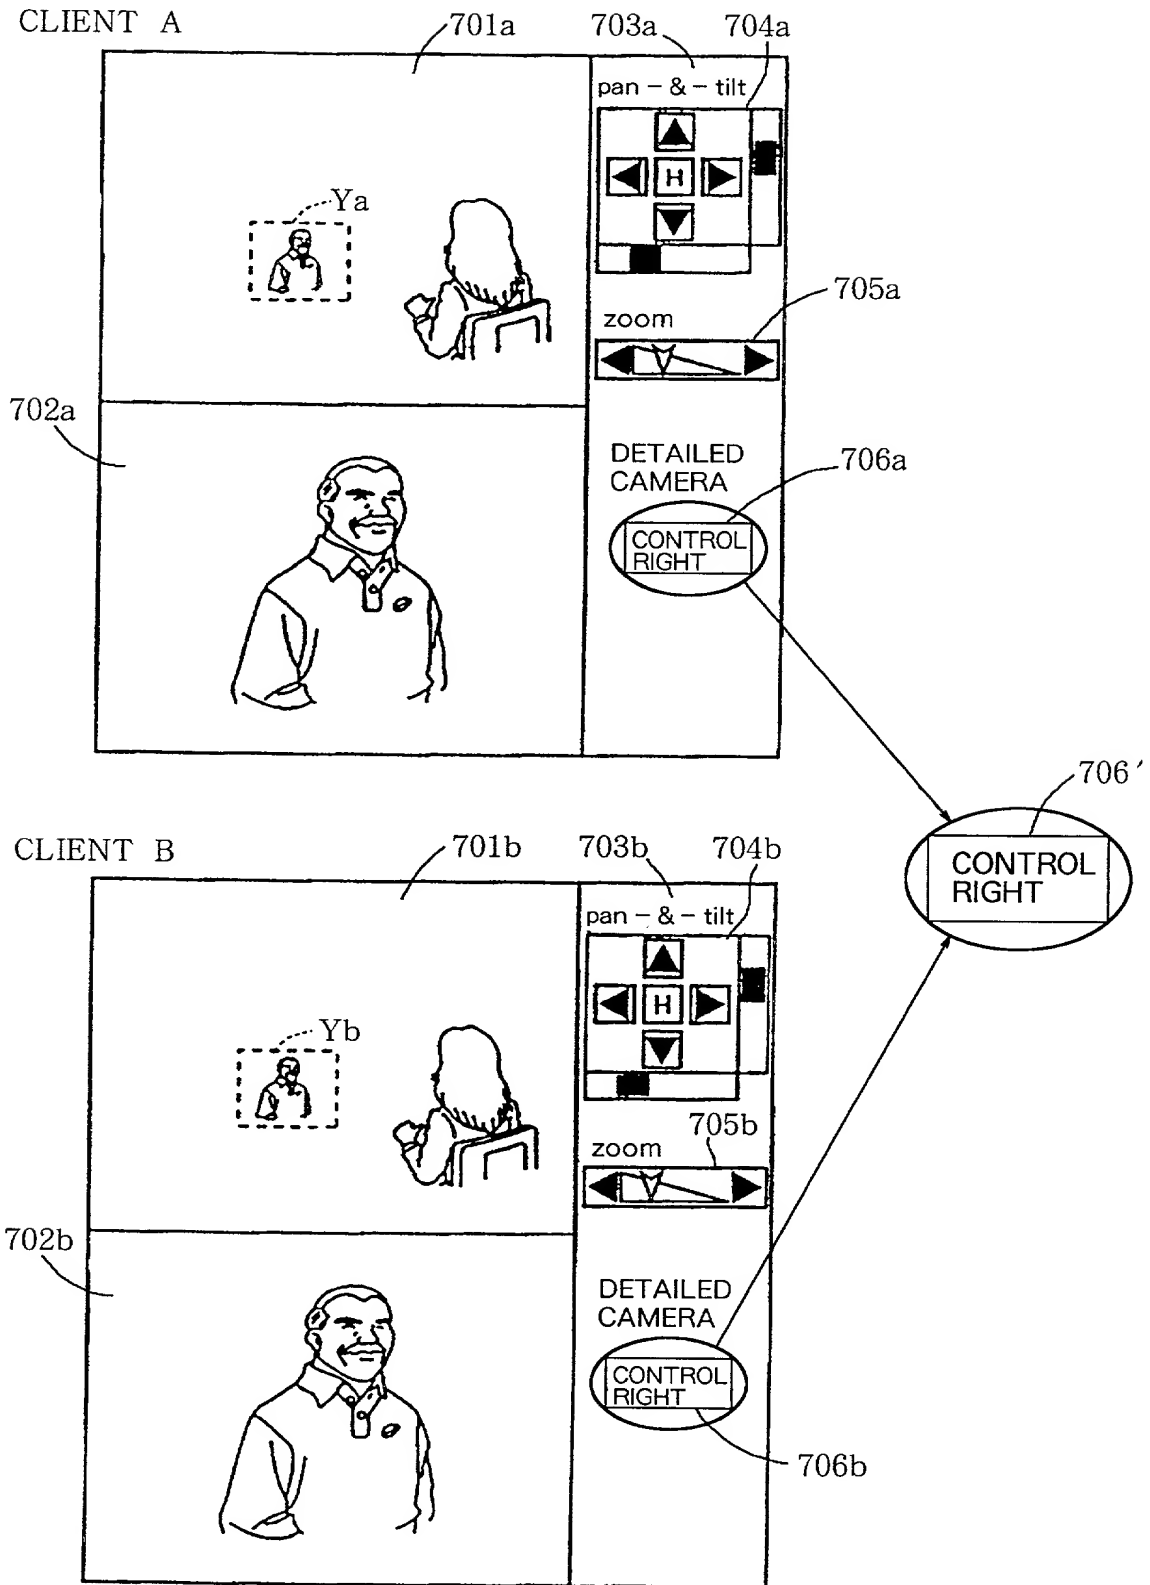 CLIENT A
701a
703a
704a
pan - & - tilt
H
Ya
705a
zoom
702a
DETAILED
CAMERA
706a
CONTROL
RIGHT
706′
CONTROL
RIGHT
CLIENT B
701b
703b
704b
pan - & - tilt
H
Yb
705b
zoom
702b
DETAILED
CAMERA
CONTROL
RIGHT
706b